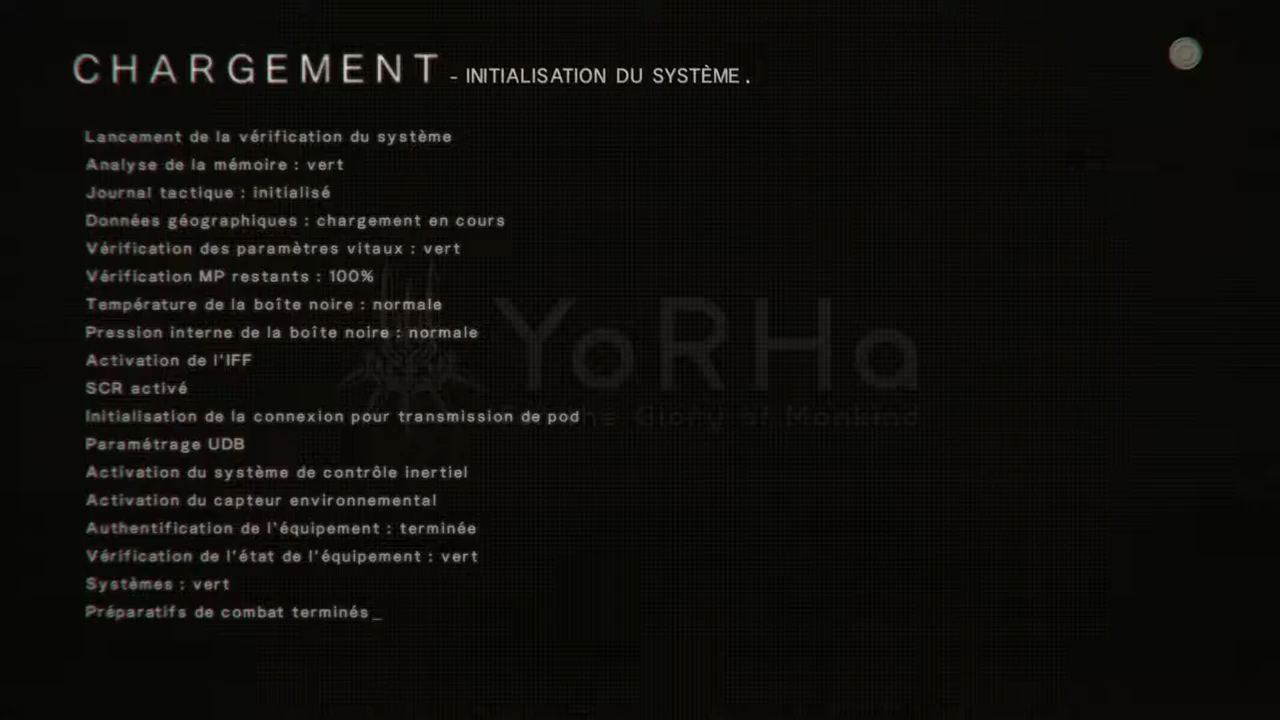 CHARGEMENT - INITIALISATION DU SYSTÈME.
Lancement de la vérification du système
Analyse de la mémoire : vert
Journal tactique : initialisé
Données géographiques : chargement en cours
Vérification des paramètres vitaux : vert
Vérification MP restants : 100%
Température de la boîte noire : normale
Pression interne de la boîte noire : normale
Activation de l'IFF
SCR activé
Initialisation de la connexion pour transmission de pod
Paramétrage UDB
Activation du système de contrôle inertiel
Activation du capteur environnemental
Authentification de l'équipement : terminée
Vérification de l'état de l'équipement : vert
Systèmes : vert
Préparatifs de combat terminés_
YoRHa
Glory of Mankind